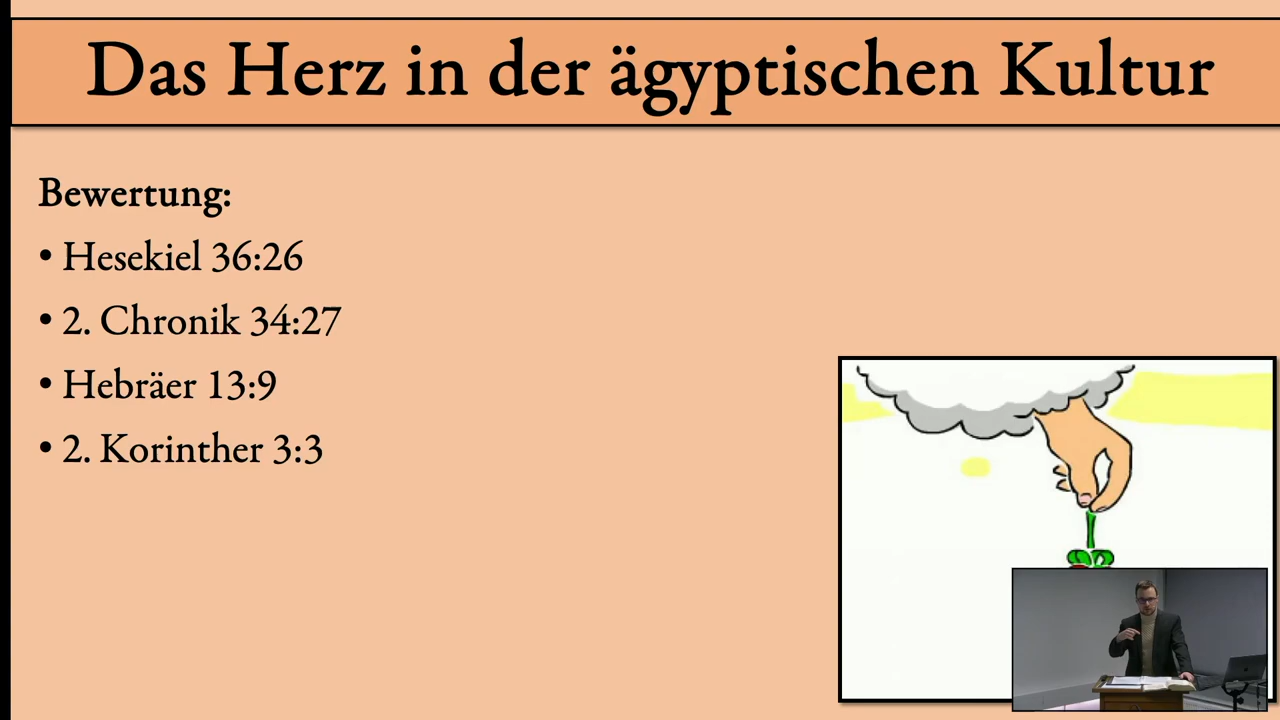 Das Herz in der ägyptischen Kultur
Bewertung:
• Hesekiel 36:26
• 2. Chronik 34:27
• Hebräer 13:9
• 2. Korinther 3:3